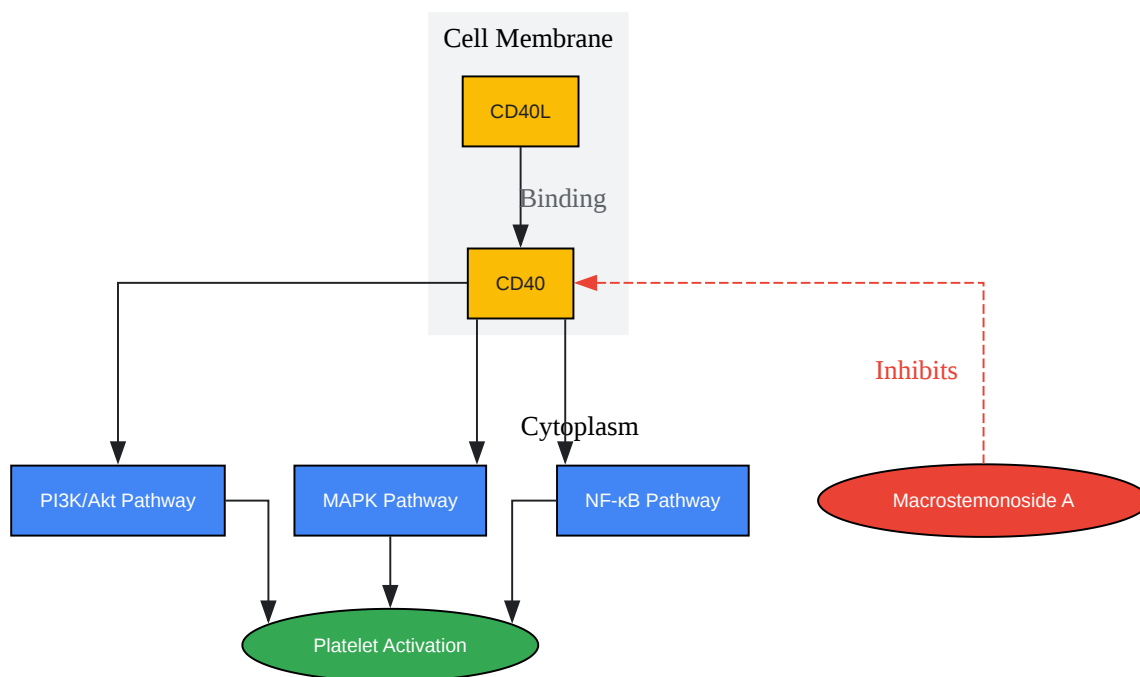 Cell Membrane
CD40L
Binding
CD40
Inhibits
Cytoplasm
PI3K/Akt Pathway
MAPK Pathway
NF-κB Pathway
Macrostemonoside A
Platelet Activation